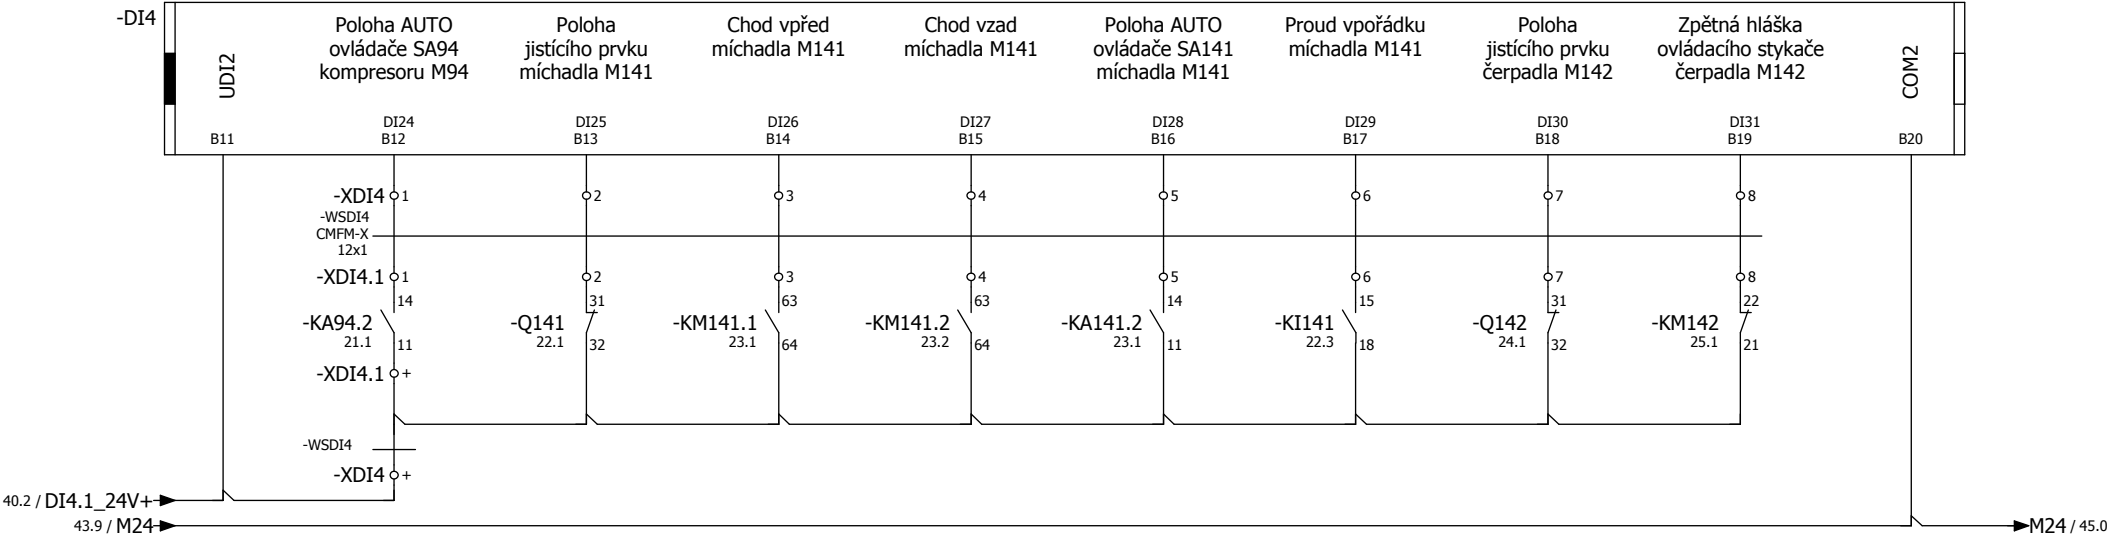 -DI4
UDI2
Poloha AUTO
ovládače SA94
kompresoru M94
Poloha
jistícího prvku
míchadla M141
Chod vpřed
míchadla M141
Chod vzad
míchadla M141
Poloha AUTO
ovládače SA141
míchadla M141
Proud vpořádku
míchadla M141
Poloha
jistícího prvku
čerpadla M142
Zpětná hláška
ovládacího stykače
čerpadla M142
COM2
DI24 DI25 DI26 DI27 DI28 DI29 DI30 DI31
B11 B12 B13 B14 B15 B16 B17 B18 B19 B20
-XDI4 1 2 3 4 5 6 7 8
-WSDI4
CMFM-X
12x1
-XDI4.1 1 2 3 4 5 6 7 8
14 31 63 63 14 15 31 22
-KA94.2 -Q141 -KM141.1 -KM141.2 -KA141.2 -KI141 -Q142 -KM142
21.1 11 22.1 32 23.1 64 23.2 64 23.1 11 22.3 18 24.1 32 25.1 21
-XDI4.1 +
-WSDI4
-XDI4 +
40.2 / DI4.1_24V+
43.9 / M24 M24 / 45.0